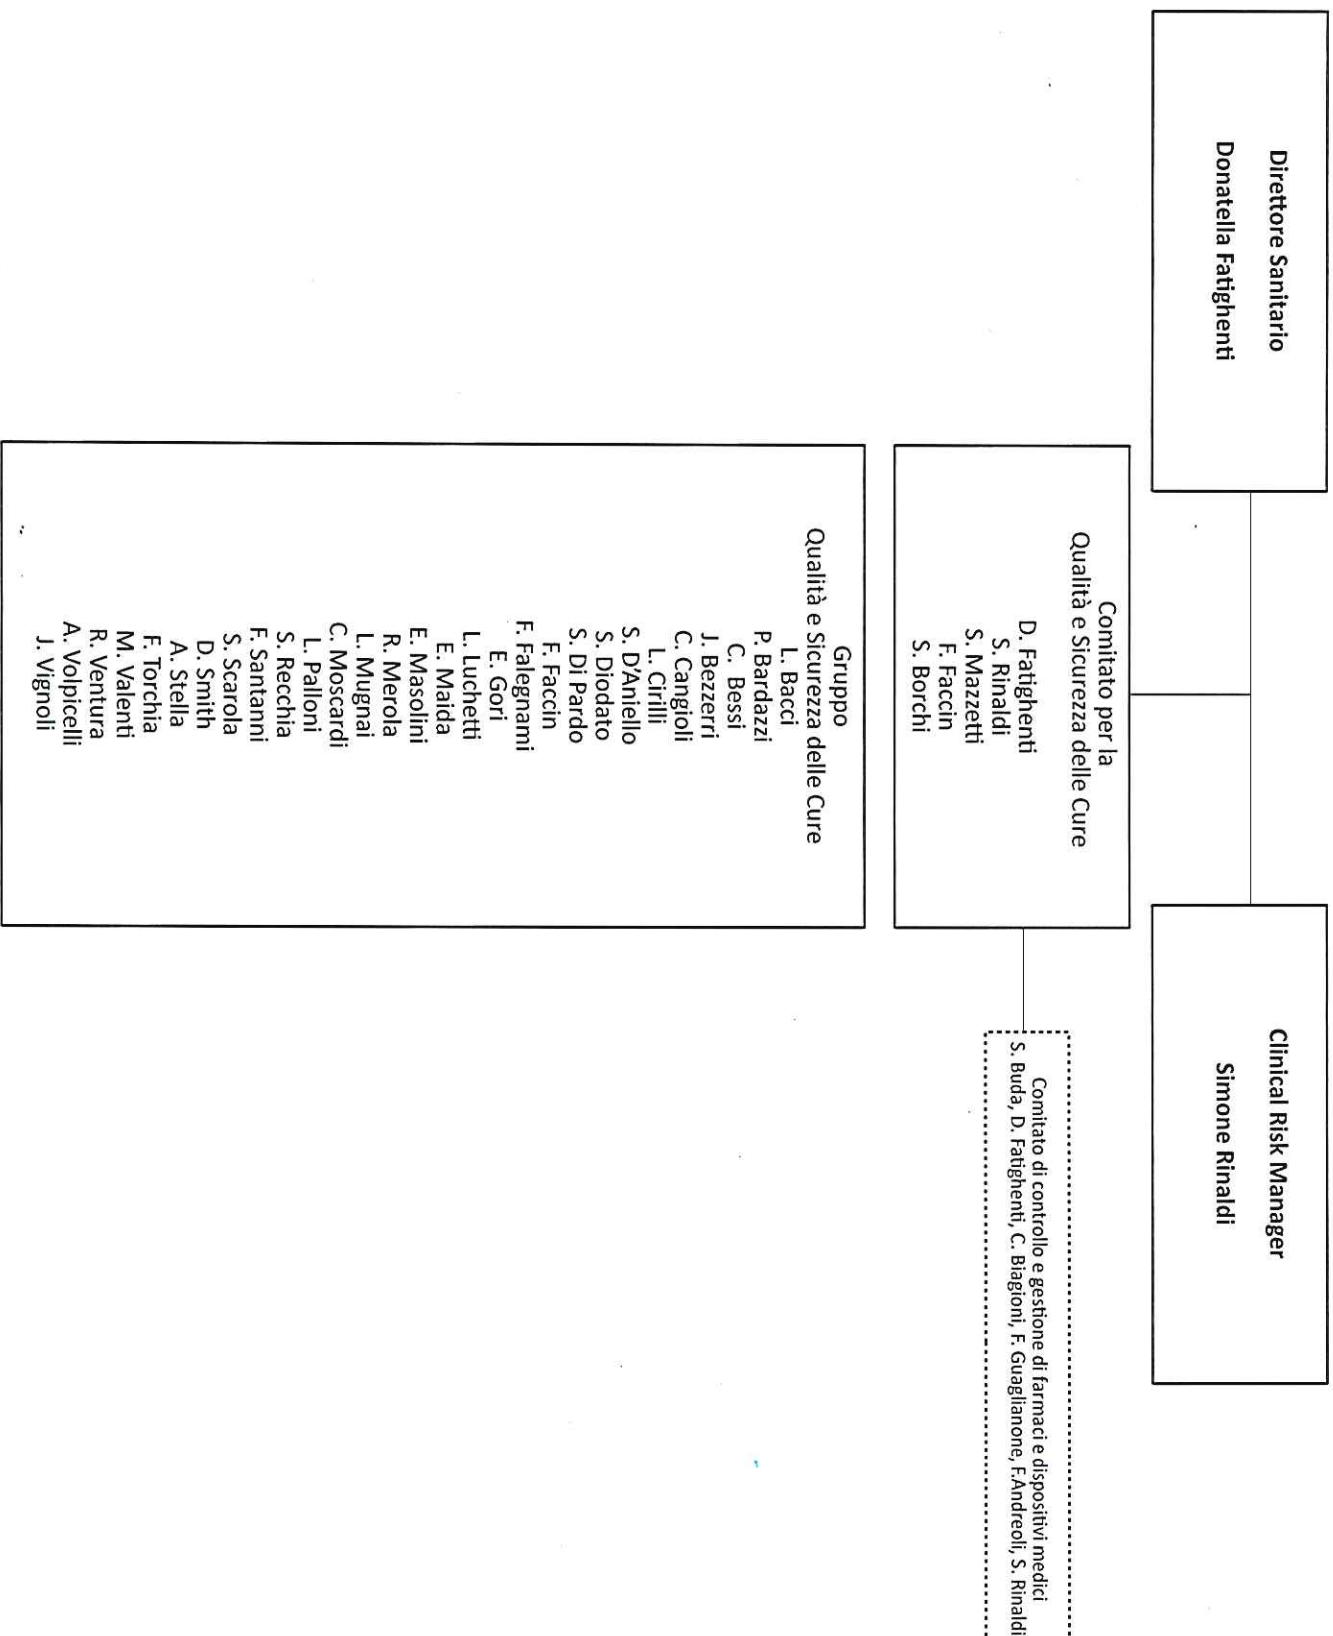 Direttore Sanitario
Donatella Fatighenti
Clinical Risk Manager
Simone Rinaldi
Comitato per la
Qualità e Sicurezza delle Cure
D. Fatighenti
S. Rinaldi
S. Mazzetti
F. Faccin
S. Borchi
Comitato di controllo e gestione di farmaci e dispositivi medici
S. Buda, D. Fatighenti, C. Biagioni, F. Guaglianone, F.Andreoli, S. Rinaldi
Gruppo
Qualità e Sicurezza delle Cure
L. Bacci
P. Bardazzi
C. Bessi
J. Bezzerri
C. Cangioli
L. Cirilli
S. D'Aniello
S. Diodato
S. Di Pardo
F. Faccin
F. Falegnami
E. Gori
L. Luchetti
E. Maida
E. Masolini
R. Merola
L. Mugnai
C. Moscardi
L. Palloni
S. Recchia
F. Santanni
S. Scarola
D. Smith
A. Stella
F. Torchia
M. Valenti
R. Ventura
A. Volpicelli
J. Vignoli